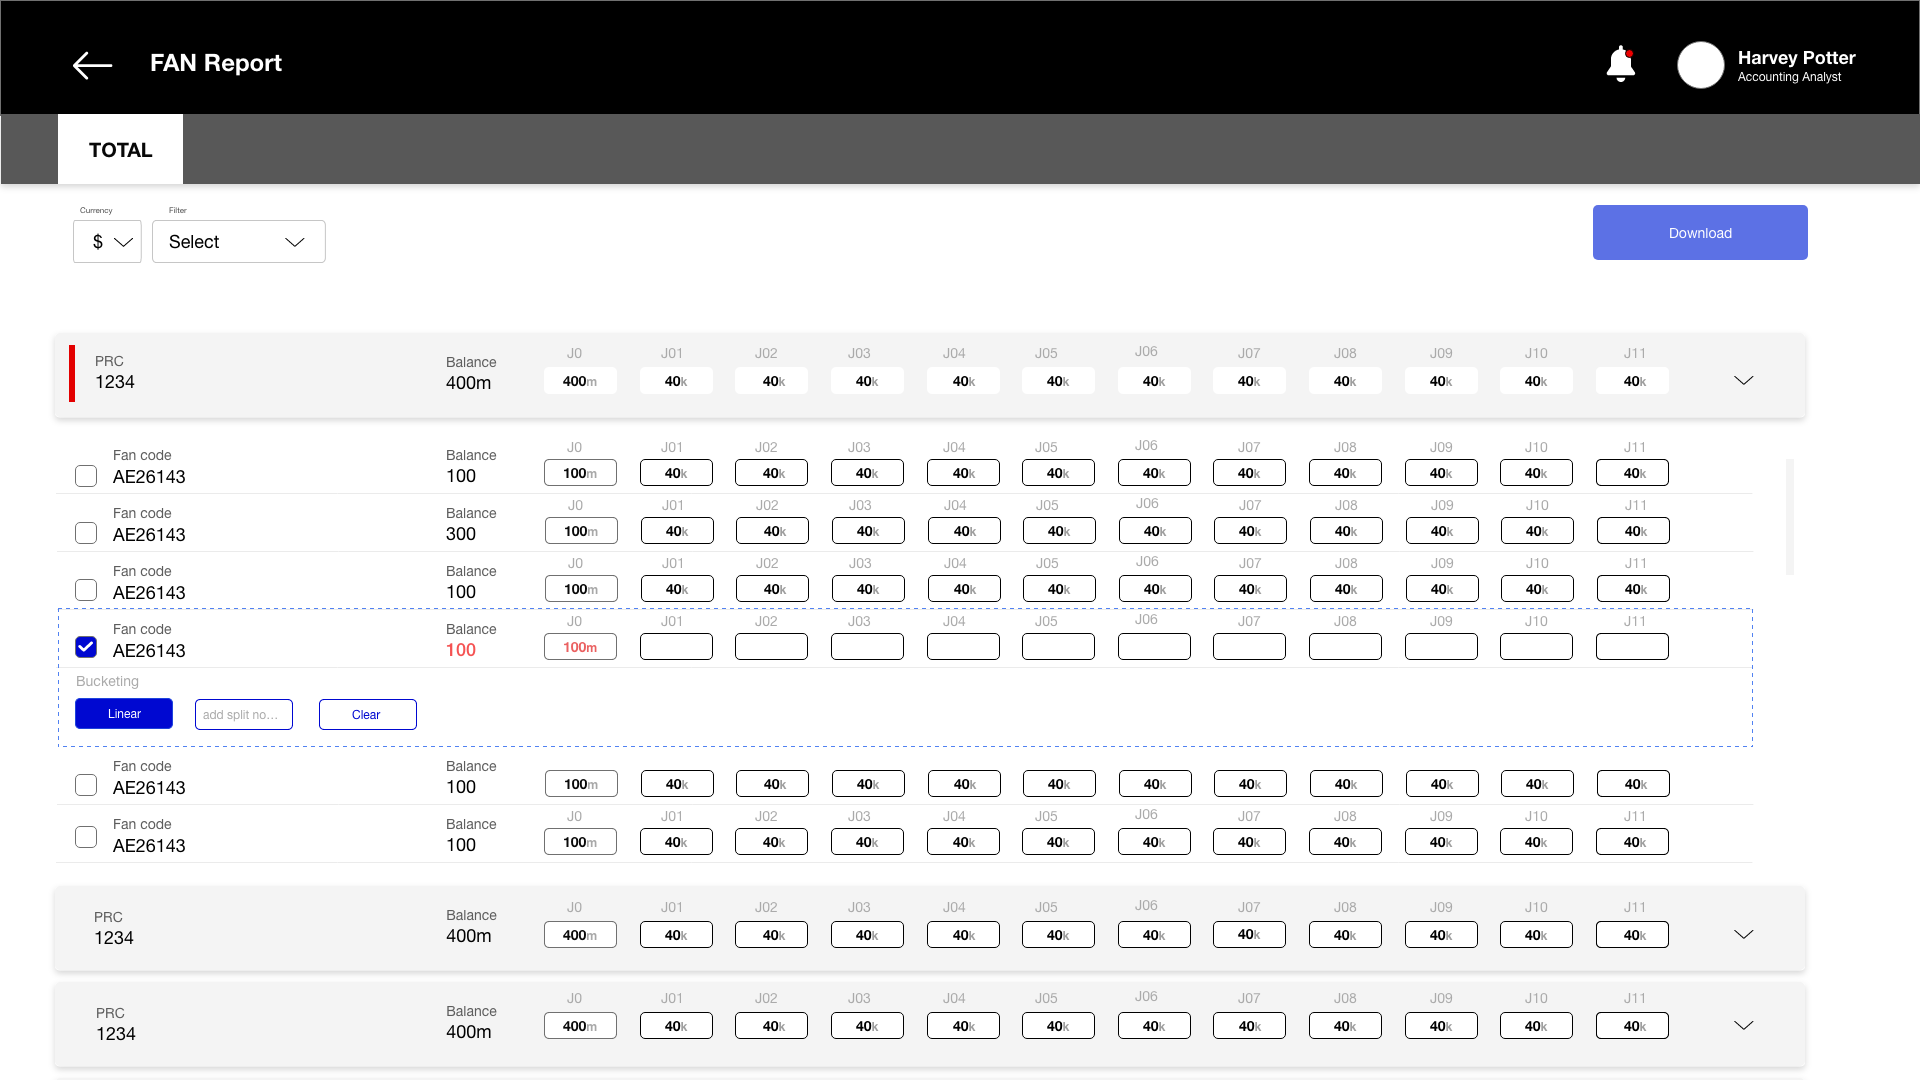 FAN Report
Harvey Potter
Accounting Analyst
TOTAL
Currency Filter
$ Select
Download
J0 J01 J02 J03 J04 J05 J06 J07 J08 J09 J10 J11
PRC Balance
1234 400m 400m 40k 40k 40k 40k 40k 40k 40k 40k 40k 40k 40k
J0 J01 J02 J03 J04 J05 J06 J07 J08 J09 J10 J11
Fan code Balance
AE26143 100 100m 40k 40k 40k 40k 40k 40k 40k 40k 40k 40k 40k
J0 J01 J02 J03 J04 J05 J06 J07 J08 J09 J10 J11
Fan code Balance
AE26143 300 100m 40k 40k 40k 40k 40k 40k 40k 40k 40k 40k 40k
J0 J01 J02 J03 J04 J05 J06 J07 J08 J09 J10 J11
Fan code Balance
AE26143 100 100m 40k 40k 40k 40k 40k 40k 40k 40k 40k 40k 40k
J0 J01 J02 J03 J04 J05 J06 J07 J08 J09 J10 J11
Fan code Balance
AE26143 100 100m
Bucketing
Linear add split no... Clear
Fan code Balance
AE26143 100 100m 40k 40k 40k 40k 40k 40k 40k 40k 40k 40k 40k
J0 J01 J02 J03 J04 J05 J06 J07 J08 J09 J10 J11
Fan code Balance
AE26143 100 100m 40k 40k 40k 40k 40k 40k 40k 40k 40k 40k 40k
J0 J01 J02 J03 J04 J05 J06 J07 J08 J09 J10 J11
PRC Balance
1234 400m 400m 40k 40k 40k 40k 40k 40k 40k 40k 40k 40k 40k
J0 J01 J02 J03 J04 J05 J06 J07 J08 J09 J10 J11
PRC Balance
1234 400m 400m 40k 40k 40k 40k 40k 40k 40k 40k 40k 40k 40k